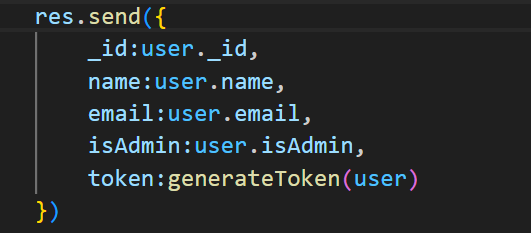 res.send({
_id:user._id,
name:user.name,
email:user.email,
isAdmin:user.isAdmin,
token:generateToken(user)
})